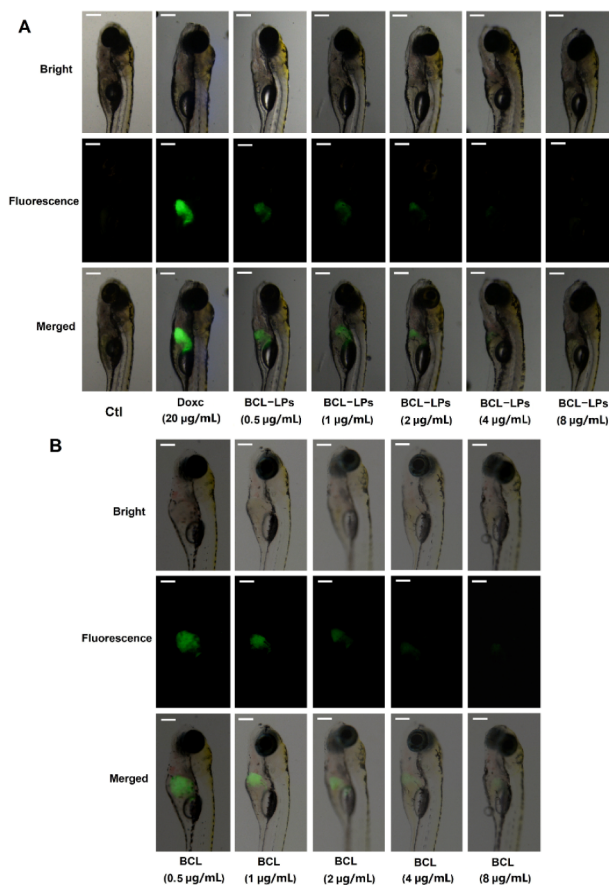 A
Bright
Fluorescence
Merged
Ctl
Doxc
(20 μg/mL)
BCL−LPs
(0.5 μg/mL)
BCL−LPs
(1 μg/mL)
BCL−LPs
(2 μg/mL)
BCL−LPs
(4 μg/mL)
BCL−LPs
(8 μg/mL)
B
Bright
Fluorescence
Merged
BCL
(0.5 μg/mL)
BCL
(1 μg/mL)
BCL
(2 μg/mL)
BCL
(4 μg/mL)
BCL
(8 μg/mL)